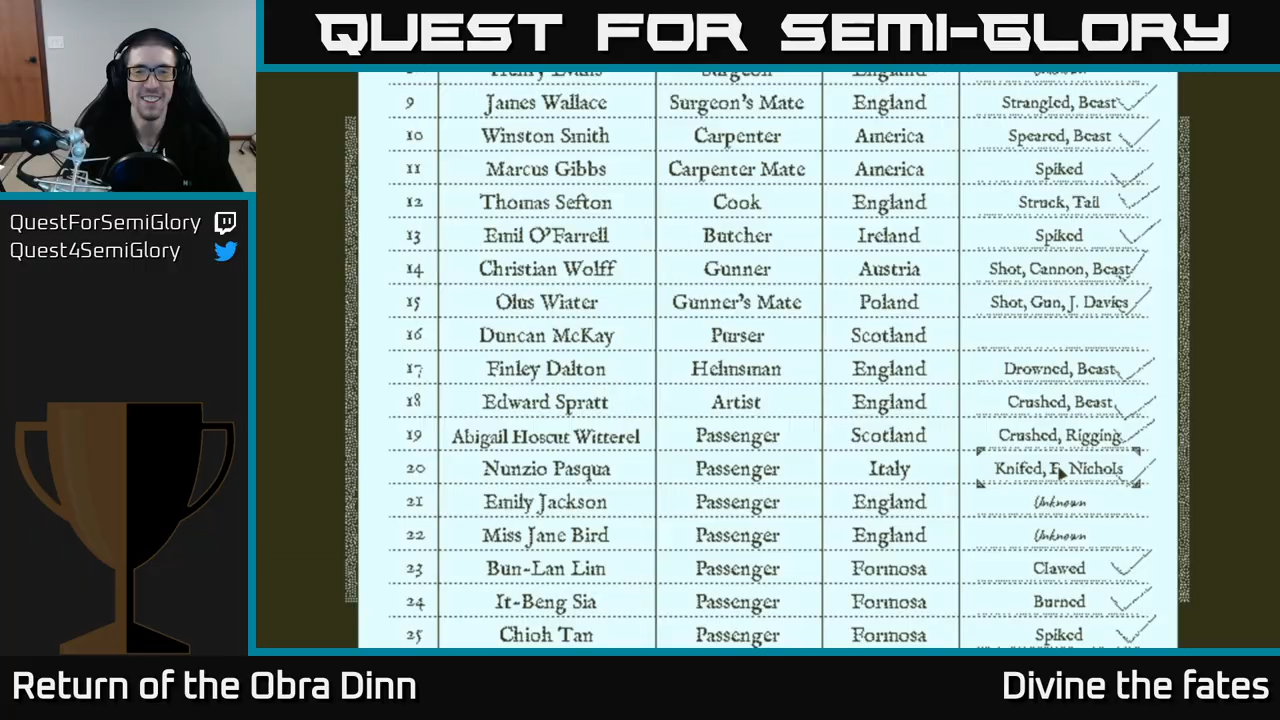 QUEST FOR SEMI-GLORY
QuestForSemiGlory
Quest4SemiGlory
Henry Evans Surgeon England Unknown
9 James Wallace Surgeon's Mate England Strangled, Beast
10 Winston Smith Carpenter America Speared, Beast
11 Marcus Gibbs Carpenter Mate America Spiked
12 Thomas Sefton Cook England Struck, Tail
13 Emil O'Farrell Butcher Ireland Spiked
14 Christian Wolff Gunner Austria Shot, Cannon, Beast
15 Olus Wiater Gunner's Mate Poland Shot, Gun, J. Davies
16 Duncan McKay Purser Scotland
17 Finley Dalton Helmsman England Drowned, Beast
18 Edward Spratt Artist England Crushed, Beast
19 Abigail Hoscut Witterel Passenger Scotland Crushed, Rigging
20 Nunzio Pasqua Passenger Italy Knifed, E. Nichols
21 Emily Jackson Passenger England Unknown
22 Miss Jane Bird Passenger England Unknown
23 Bun-Lan Lim Passenger Formosa Clawed
24 It-Beng Sia Passenger Formosa Burned
25 Chioh Tan Passenger Formosa Spiked
Return of the Obra Dinn
Divine the fates